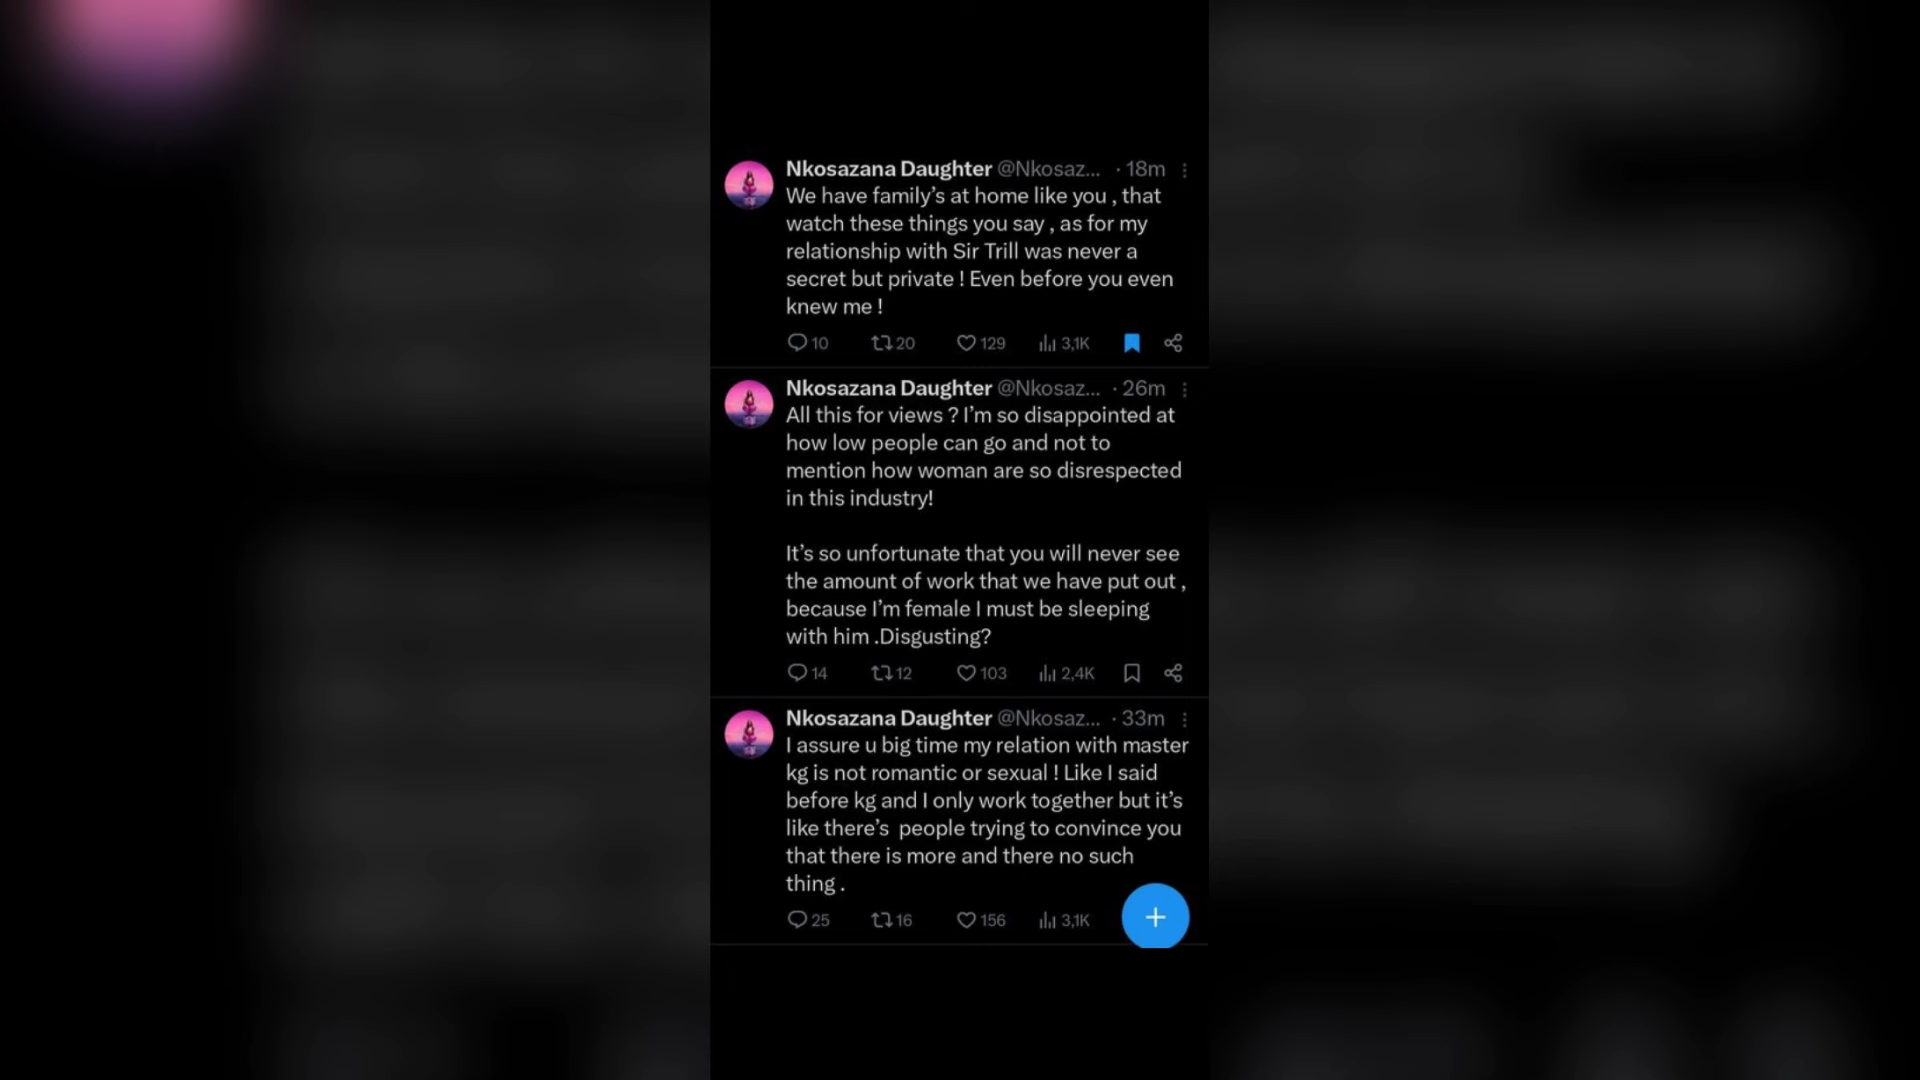 Nkosazana Daughter @Nkosaz... · 18m
We have family’s at home like you , that
watch these things you say , as for my
relationship with Sir Trill was never a
secret but private ! Even before you even
knew me !
10 20 129 3,1K
Nkosazana Daughter @Nkosaz... · 26m
All this for views ? I’m so disappointed at
how low people can go and not to
mention how woman are so disrespected
in this industry!
It’s so unfortunate that you will never see
the amount of work that we have put out ,
because I’m female I must be sleeping
with him .Disgusting?
14 12 103 2,4K
Nkosazana Daughter @Nkosaz... · 33m
I assure u big time my relation with master
kg is not romantic or sexual ! Like I said
before kg and I only work together but it’s
like there’s  people trying to convince you
that there is more and there no such
thing .
25 16 156 3,1K